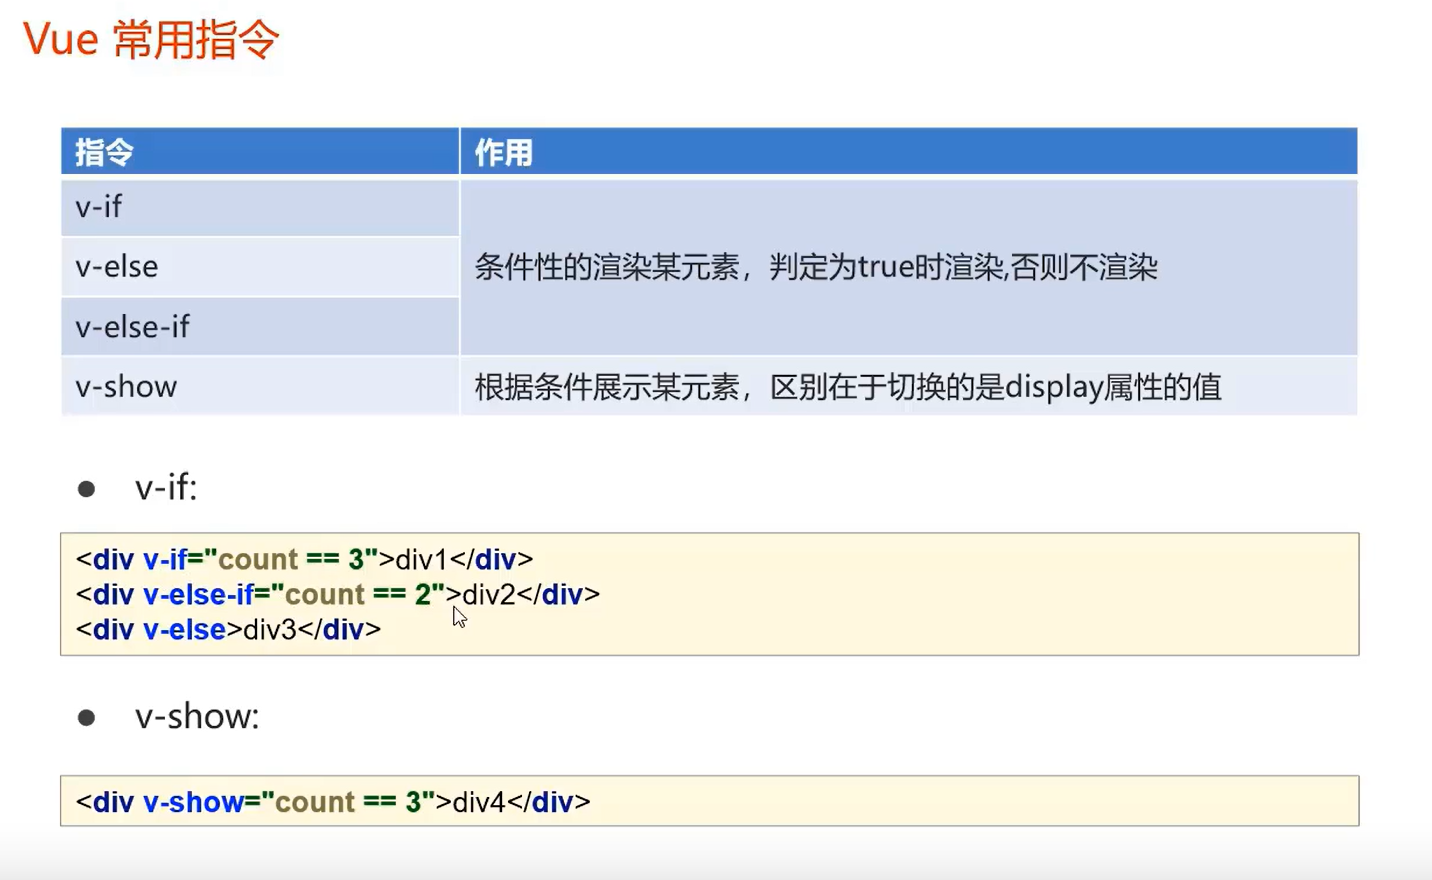 Vue 常用指令
指令 作用
v-if
v-else
条件性的渲染某元素，判定为true时渲染,否则不渲染
v-else-if
v-show 根据条件展示某元素，区别在于切换的是display属性的值
● v-if:
<div v-if="count == 3">div1</div>
<div v-else-if="count == 2">div2</div>
<div v-else>div3</div>
● v-show:
<div v-show="count == 3">div4</div>